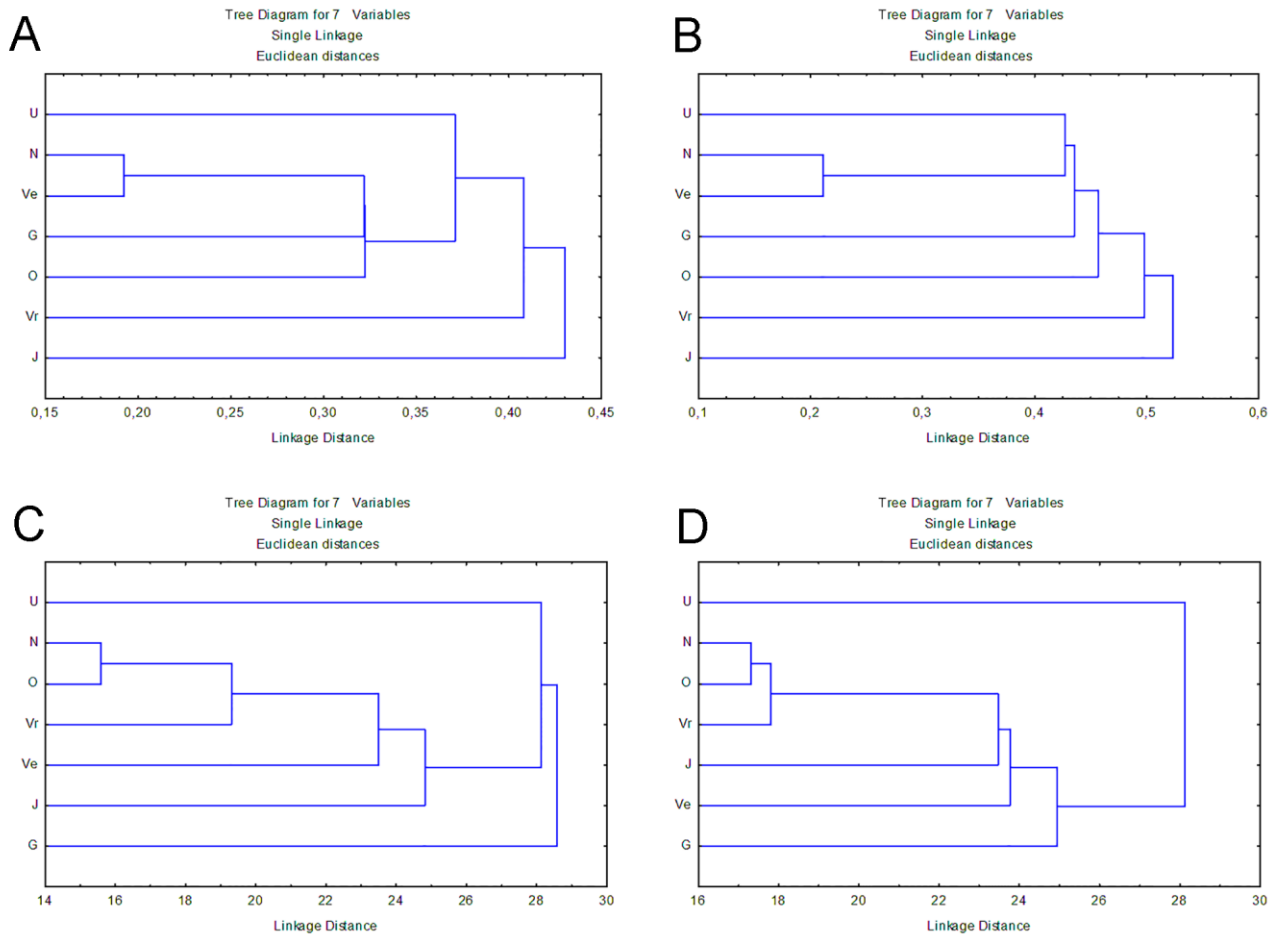 A
Tree Diagram for 7 Variables
Single Linkage
Euclidean distances
U
N
Ve
G
O
Vr
J
0,15 0,20 0,25 0,30 0,35 0,40 0,45
Linkage Distance
B
Tree Diagram for 7 Variables
Single Linkage
Euclidean distances
U
N
Ve
G
O
Vr
J
0,1 0,2 0,3 0,4 0,5 0,6
Linkage Distance
C
Tree Diagram for 7 Variables
Single Linkage
Euclidean distances
U
N
O
Vr
Ve
J
G
14 16 18 20 22 24 26 28 30
Linkage Distance
D
Tree Diagram for 7 Variables
Single Linkage
Euclidean distances
U
N
O
Vr
J
Ve
G
16 18 20 22 24 26 28 30
Linkage Distance